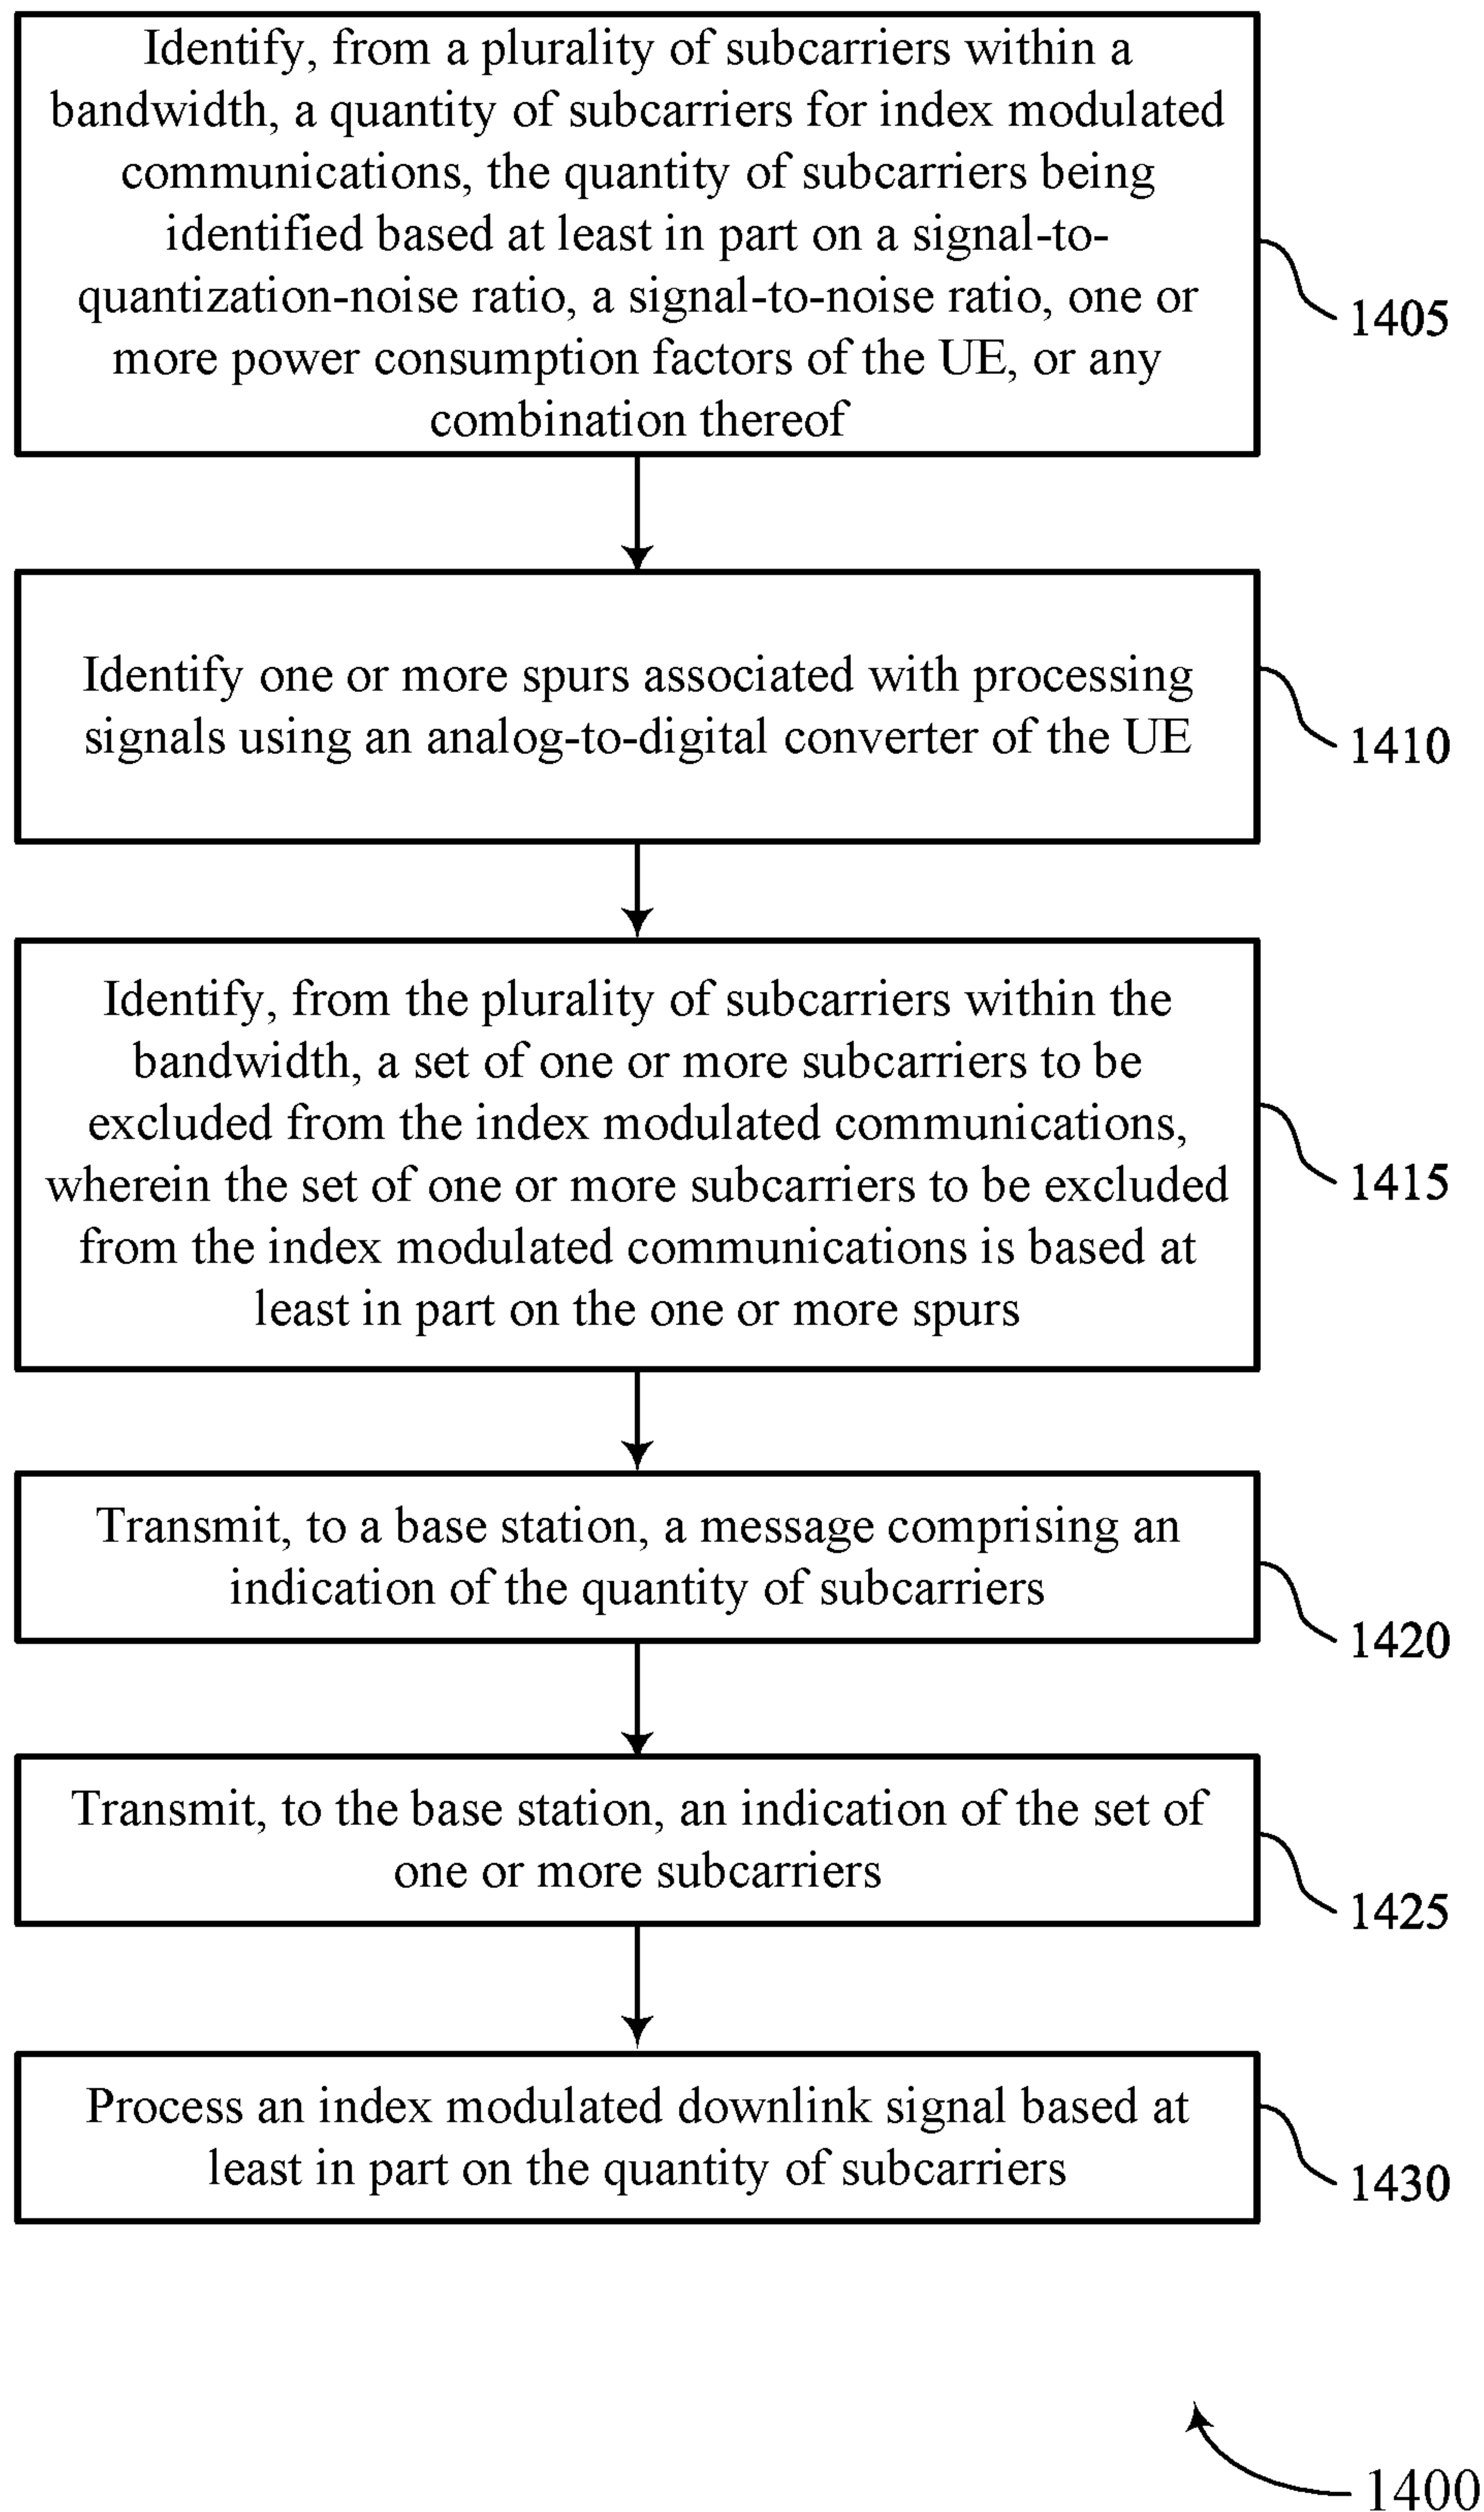 Identify, from a plurality of subcarriers within a
bandwidth, a quantity of subcarriers for index modulated
communications, the quantity of subcarriers being
identified based at least in part on a signal-to-
quantization-noise ratio, a signal-to-noise ratio, one or
more power consumption factors of the UE, or any
combination thereof
1405
Identify one or more spurs associated with processing
signals using an analog-to-digital converter of the UE
1410
Identify, from the plurality of subcarriers within the
bandwidth, a set of one or more subcarriers to be
excluded from the index modulated communications,
wherein the set of one or more subcarriers to be excluded
from the index modulated communications is based at
least in part on the one or more spurs
1415
Transmit, to a base station, a message comprising an
indication of the quantity of subcarriers
1420
Transmit, to the base station, an indication of the set of
one or more subcarriers
1425
Process an index modulated downlink signal based at
least in part on the quantity of subcarriers
1430
1400